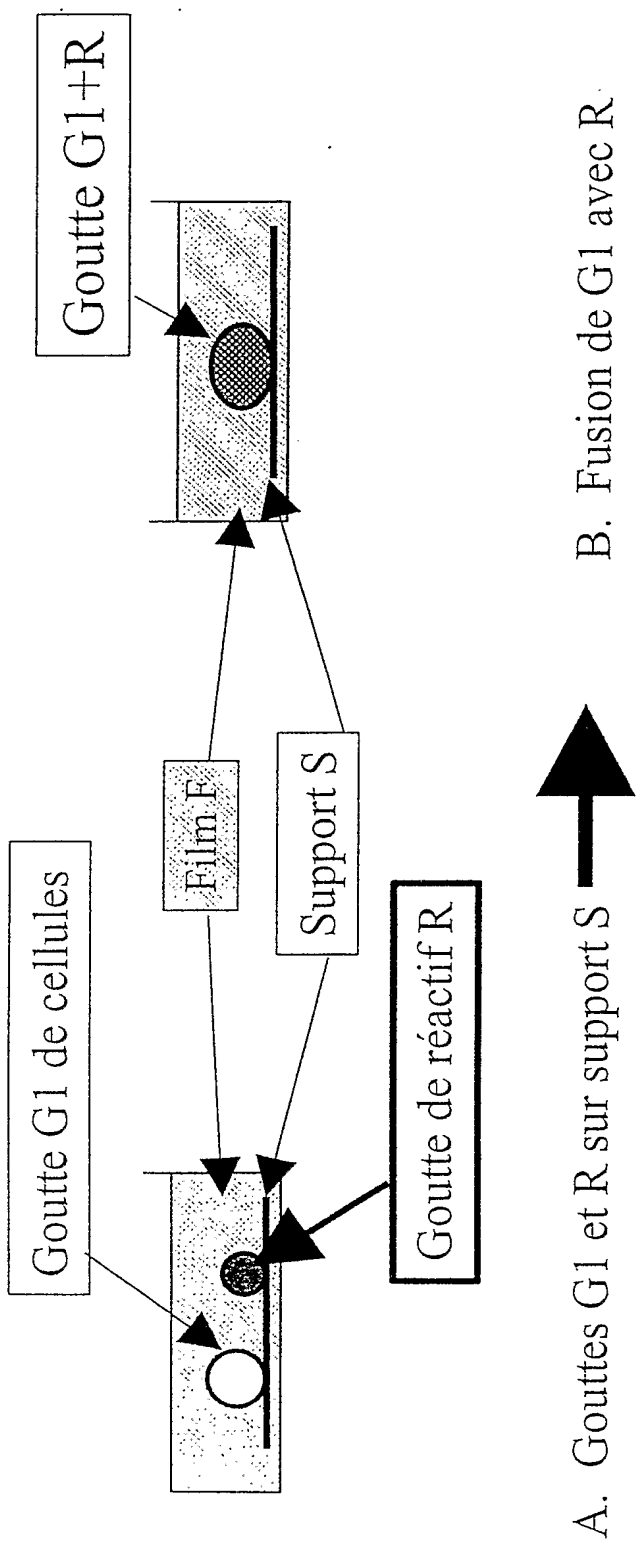 Goutte G1 de cellules
Goutte G1+R
Film F
Support S
Goutte de réactif R
A. Gouttes G1 et R sur support S
B. Fusion de G1 avec R